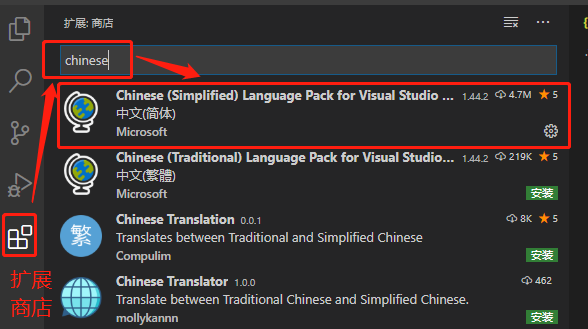 扩展: 商店
chinese
Chinese (Simplified) Language Pack for Visual Studio ... 1.44.2 4.7M 5
中文(简体)
Microsoft
Chinese (Traditional) Language Pack for Visual Studio... 1.44.2 219K 5
中文(繁體)
Microsoft 安装
繁
Chinese Translation 0.0.1 8K 5
Translates between Traditional and Simplified Chinese
Compulim 安装
Chinese Translator 1.0.0 462
Translate between Traditional Chinese and Simplified Chinese.
mollykannn 安装
扩展
商店